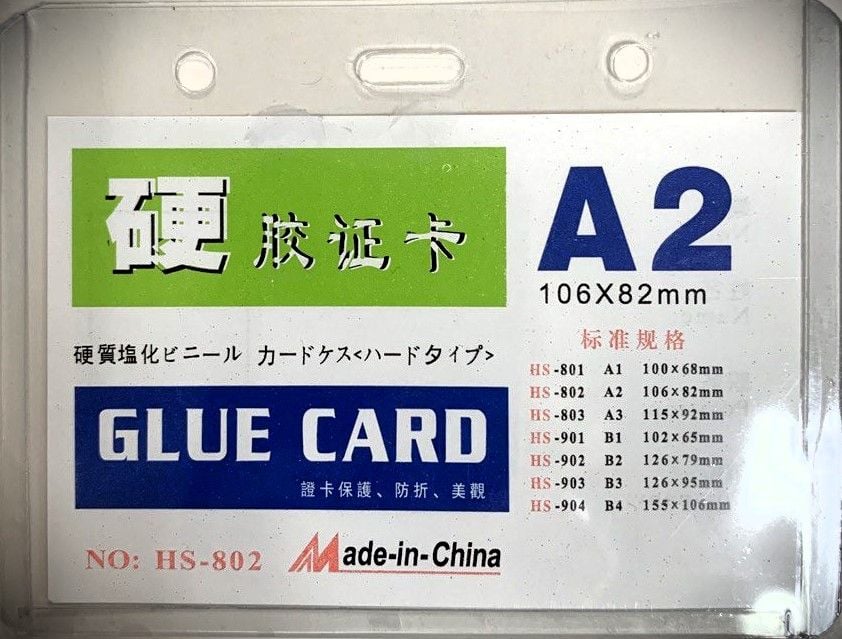 硬胶证卡
A2
106X82mm
硬質塩化ビニール カードケス<ハードタイプ>
GLUE CARD
證卡保護、防折、美觀
NO: HS-802
Made-in-China
标准规格
HS-801 A1 100×68mm
HS-802 A2 106×82mm
HS-803 A3 115×92mm
HS-901 B1 102×65mm
HS-902 B2 126×79mm
HS-903 B3 126×95mm
HS-904 B4 155×106mm